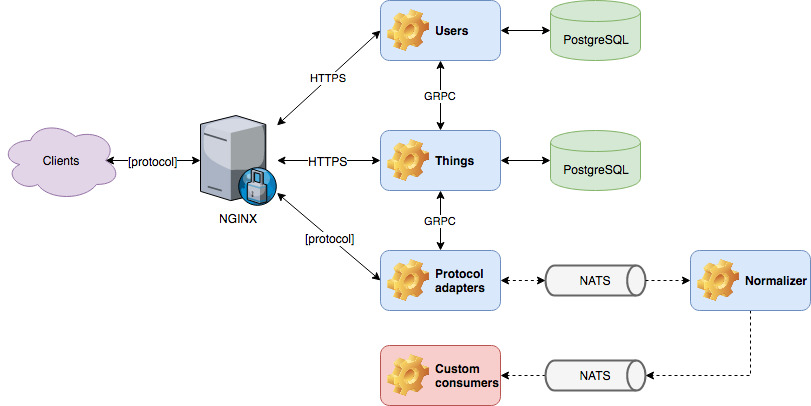 Users
PostgreSQL
HTTPS
GRPC
Clients
[protocol]
HTTPS
Things
PostgreSQL
NGINX
GRPC
[protocol]
Protocol
adapters
NATS
Normalizer
Custom
consumers
NATS